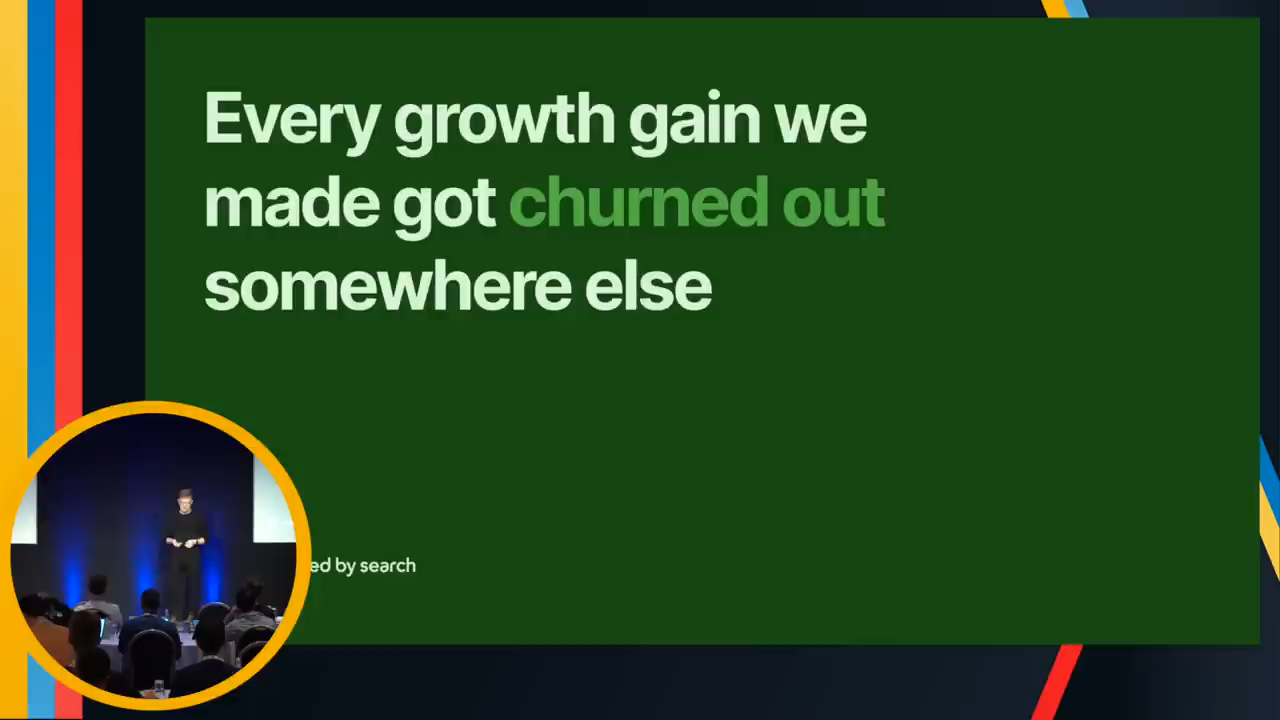 Every growth gain we
made got churned out
somewhere else
ed by search